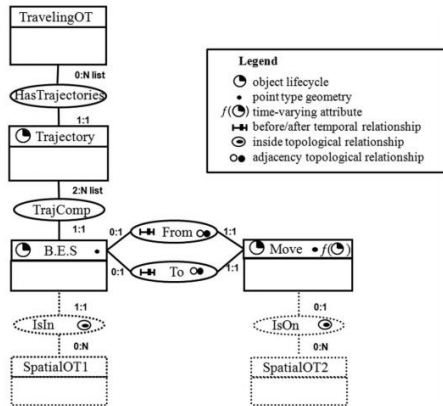 TravelingOT
0:N list
HasTrajectories
1:1
Trajectory
2:N list
TrajComp
1:1
B.E.S
0:1
From
1:1
0:1
To
1:1
Move
f( )
1:1
IsIn
0:N
SpatialOT1
0:1
IsOn
0:N
SpatialOT2
Legend
object lifecycle
point type geometry
f( ) time-varying attribute
before/after temporal relationship
inside topological relationship
adjacency topological relationship